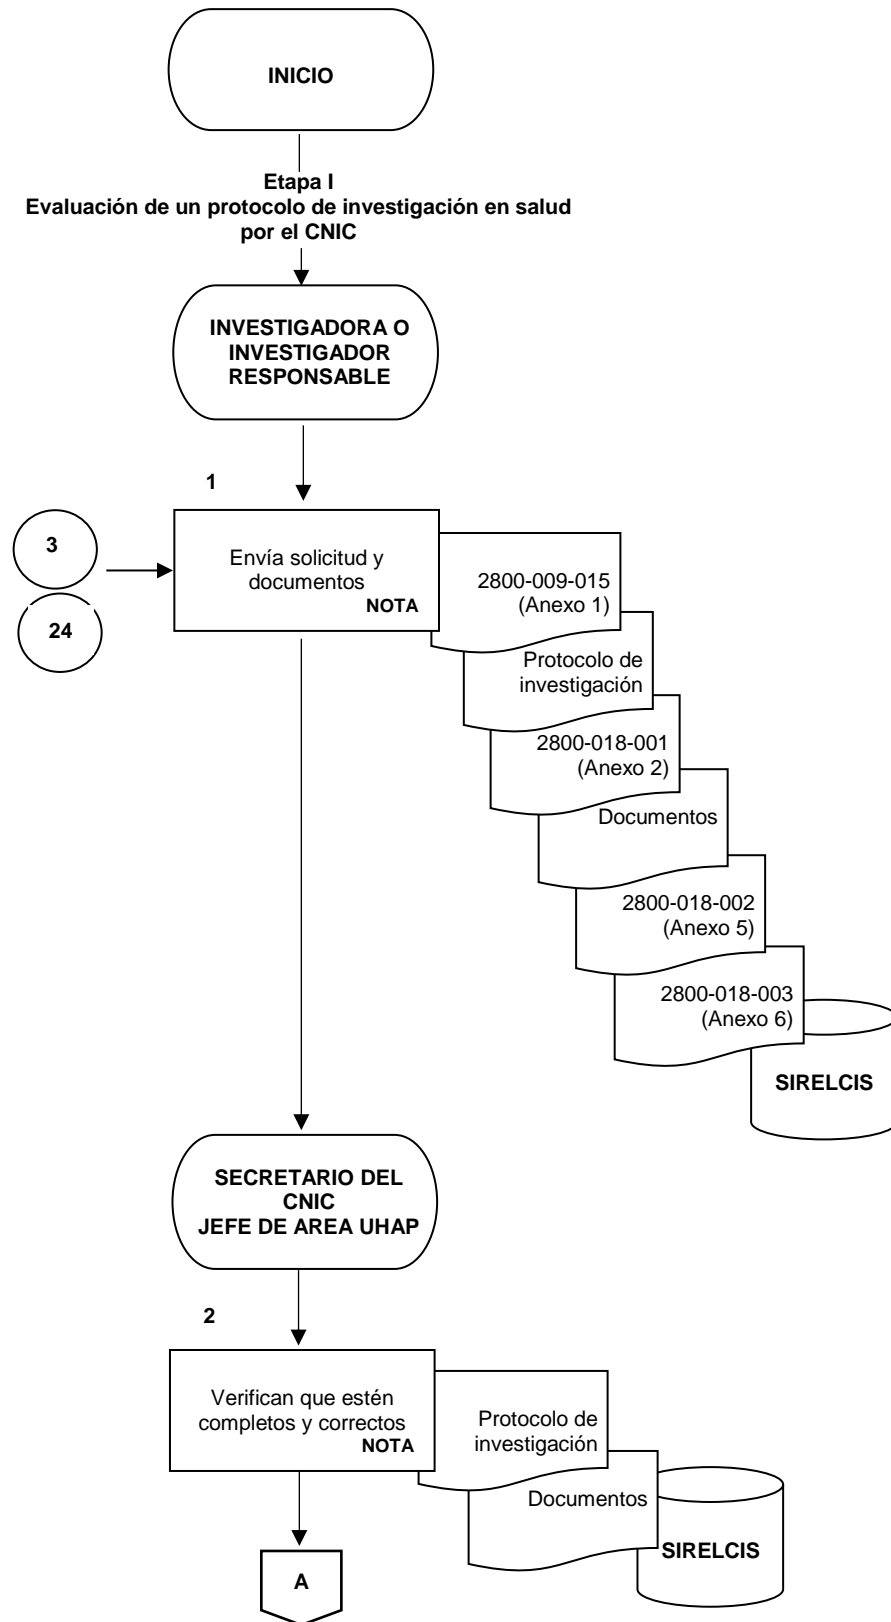 INICIO
Etapa I
Evaluación de un protocolo de investigación en salud
por el CNIC
INVESTIGADORA O
INVESTIGADOR
RESPONSABLE
1
3
24
Envía solicitud y
documentos
NOTA
2800-009-015
(Anexo 1)
Protocolo de
investigación
2800-018-001
(Anexo 2)
Documentos
2800-018-002
(Anexo 5)
2800-018-003
(Anexo 6)
SIRELCIS
SECRETARIO DEL
CNIC
JEFE DE AREA UHAP
2
Verifican que estén
completos y correctos
NOTA
Protocolo de
investigación
Documentos
SIRELCIS
A